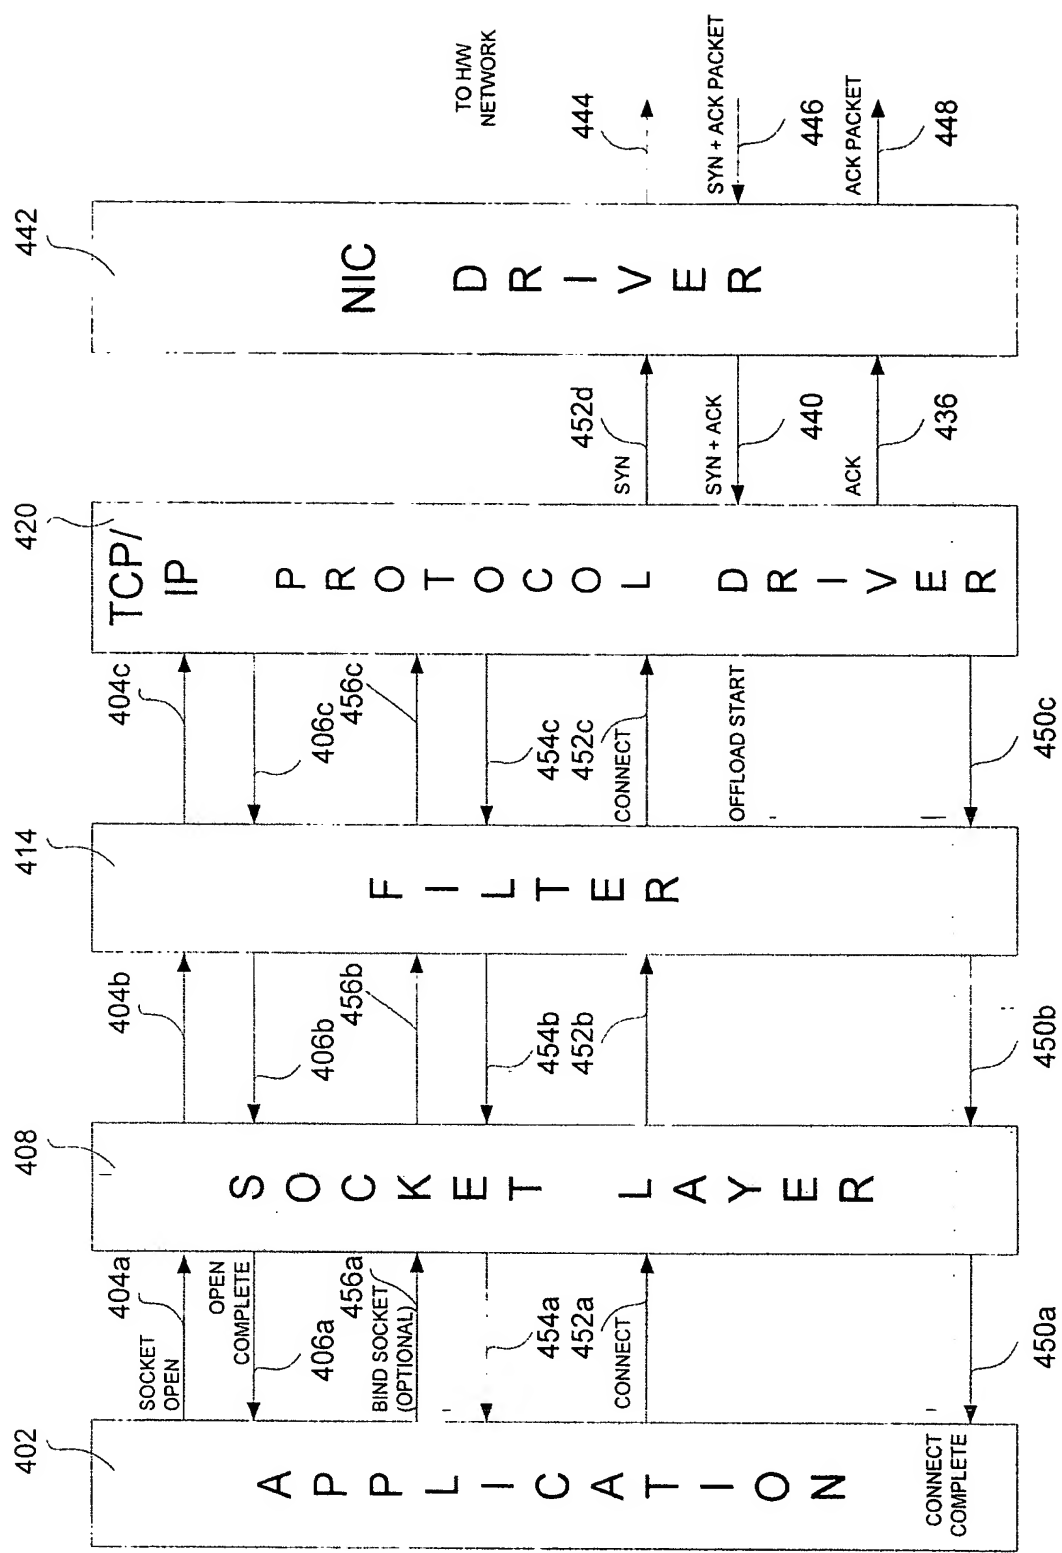 402
408
414
420
442
APPLICATION
SOCKET LAYER
FILTER
TCP/
IP
PROTOCOL DRIVER
NIC
DRIVER
TO H/W
NETWORK
SOCKET
OPEN
404a
404b
404c
OPEN
COMPLETE
406a
406b
406c
BIND SOCKET
(OPTIONAL)
456a
456b
456c
454a
454b
454c
CONNECT
452a
452b
CONNECT
452c
SYN
452d
444
OFFLOAD START
SYN + ACK
440
SYN + ACK PACKET
446
ACK
436
ACK PACKET
448
CONNECT
COMPLETE
450a
450b
450c